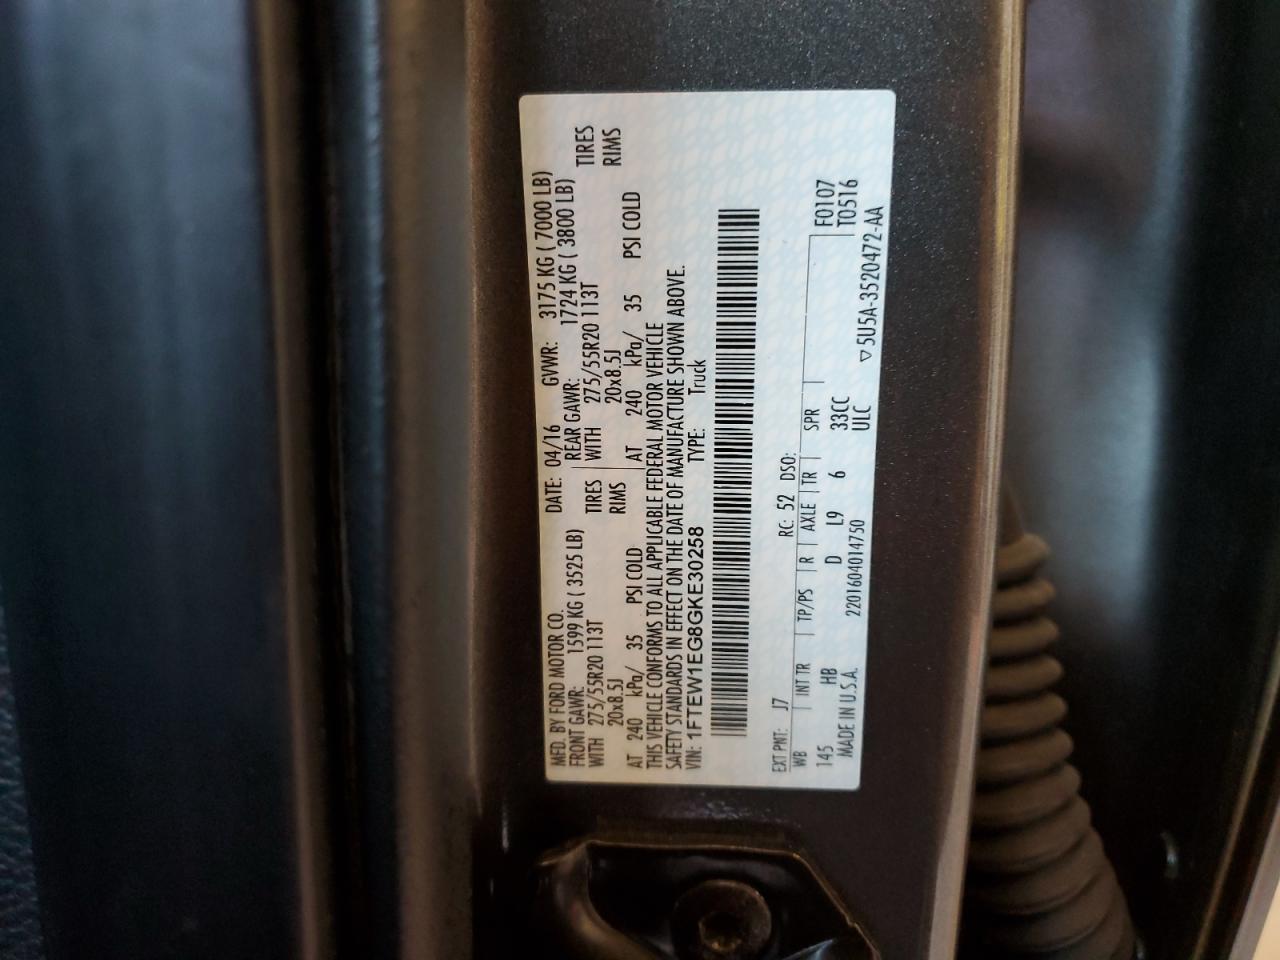 MFD. BY FORD MOTOR CO. DATE: 04/16 GVWR: 3175 KG ( 7000 LB)
FRONT GAWR: 1599 KG ( 3525 LB) REAR GAWR: 1724 KG ( 3800 LB)
WITH 275/55R20 113T TIRES WITH 275/55R20 113T TIRES
20x8.5J RIMS 20x8.5J RIMS
AT 240 kPa/ 35 PSI COLD AT 240 kPa/ 35 PSI COLD
THIS VEHICLE CONFORMS TO ALL APPLICABLE FEDERAL MOTOR VEHICLE
SAFETY STANDARDS IN EFFECT ON THE DATE OF MANUFACTURE SHOWN ABOVE.
VIN: 1FTEW1EG8GKE30258 TYPE: Truck
EXT PNT: J7 RC: 52 DSO:
WB INT TR TP/PS R AXLE TR SPR F0107
145 HB D L9 6 33CC T0516
MADE IN U.S.A. 2201604014750 ULC ▽5U5A-3520472-AA